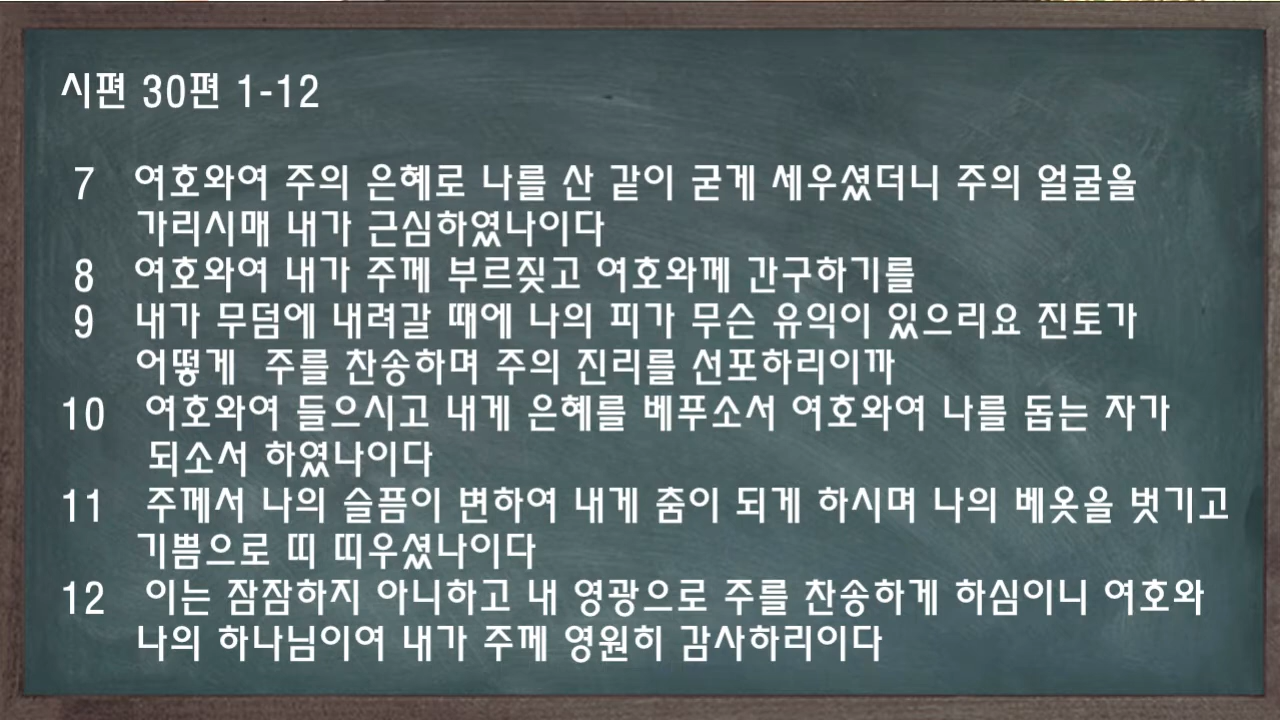 시편 30편 1-12
7 여호와여 주의 은혜로 나를 산 같이 굳게 세우셨더니 주의 얼굴을
가리시매 내가 근심하였나이다
8 여호와여 내가 주께 부르짖고 여호와께 간구하기를
9 내가 무덤에 내려갈 때에 나의 피가 무슨 유익이 있으리요 진토가
어떻게 주를 찬송하며 주의 진리를 선포하리이까
10 여호와여 들으시고 내게 은혜를 베푸소서 여호와여 나를 돕는 자가
되소서 하였나이다
11 주께서 나의 슬픔이 변하여 내게 춤이 되게 하시며 나의 베옷을 벗기고
기쁨으로 띠 띠우셨나이다
12 이는 잠잠하지 아니하고 내 영광으로 주를 찬송하게 하심이니 여호와
나의 하나님이여 내가 주께 영원히 감사하리이다